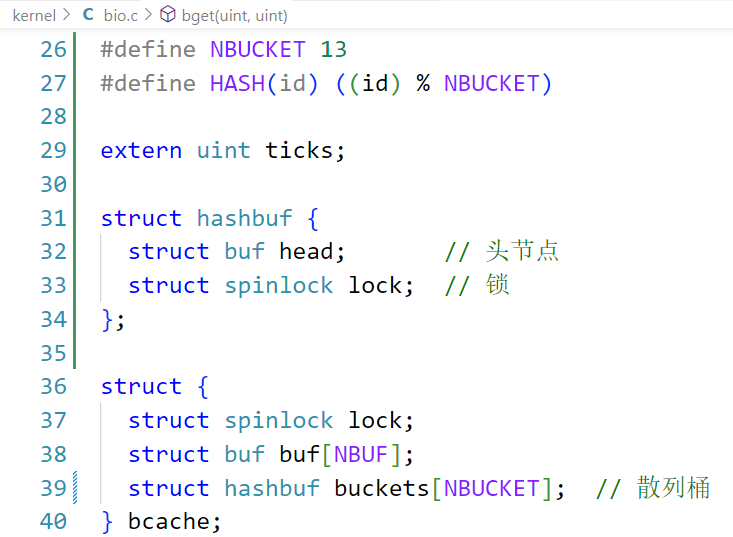 kernel > C bio.c > bget(uint, uint)
26 #define NBUCKET 13
27 #define HASH(id) ((id) % NBUCKET)
28
29 extern uint ticks;
30
31 struct hashbuf {
32   struct buf head;       // 头节点
33   struct spinlock lock;  // 锁
34 };
35
36 struct {
37   struct spinlock lock;
38   struct buf buf[NBUF];
39   struct hashbuf buckets[NBUCKET];  // 散列桶
40 } bcache;